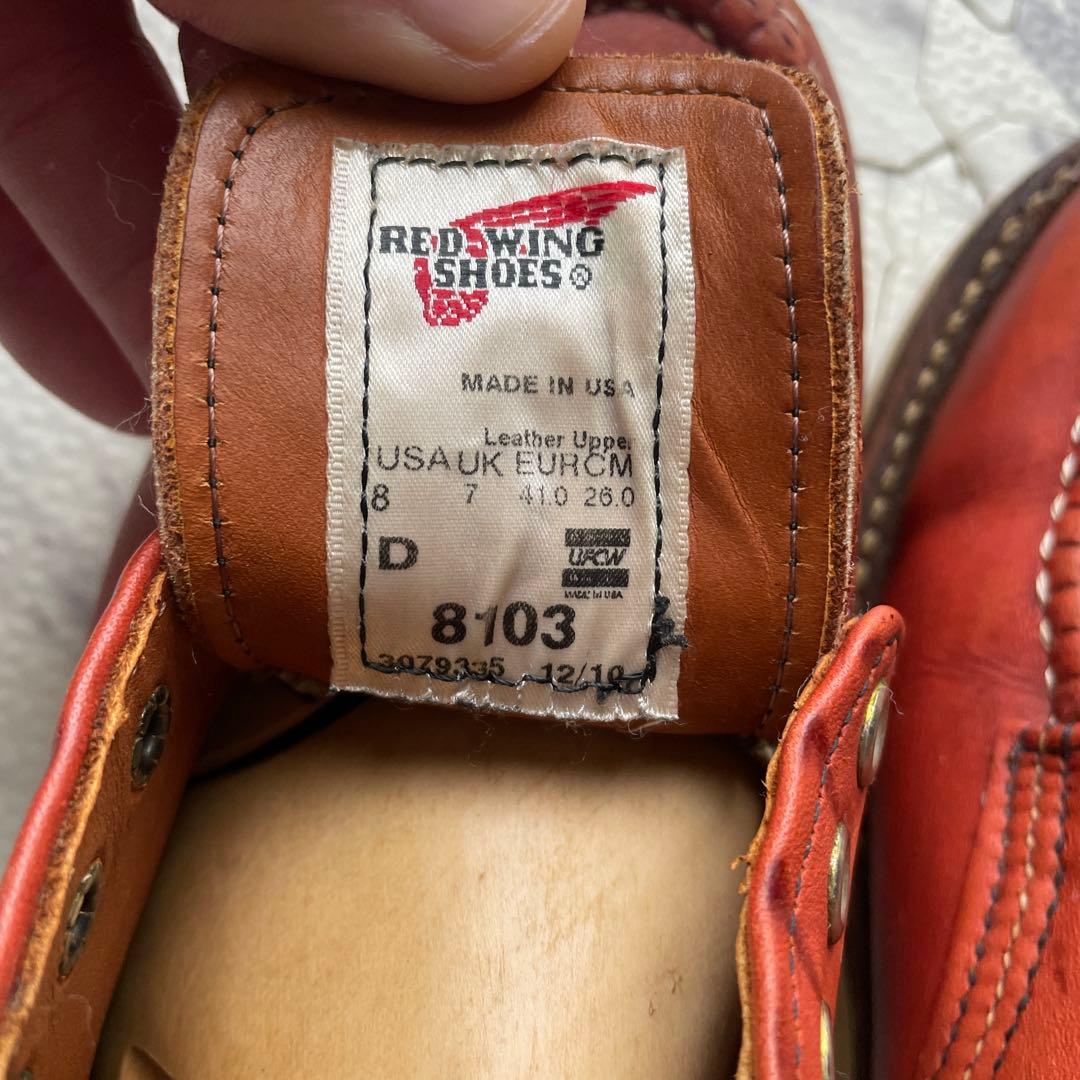 RED WING
SHOES®
MADE IN USA
Leather Upper
USA UK EUR CM
8 7 41.0 26.0
D
UFCW
MADE IN USA
8103
3079335 12/10